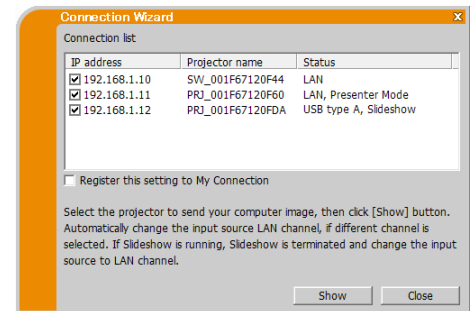 Connection Wizard x
Connection list
IP address Projector name Status
192.168.1.10 SW_001F67120F44 LAN
192.168.1.11 PRJ_001F67120F60 LAN, Presenter Mode
192.168.1.12 PRJ_001F67120FDA USB type A, Slideshow
Register this setting to My Connection
Select the projector to send your computer image, then click [Show] button.
Automatically change the input source LAN channel, if different channel is
selected. If Slideshow is running, Slideshow is terminated and change the input
source to LAN channel.
Show Close